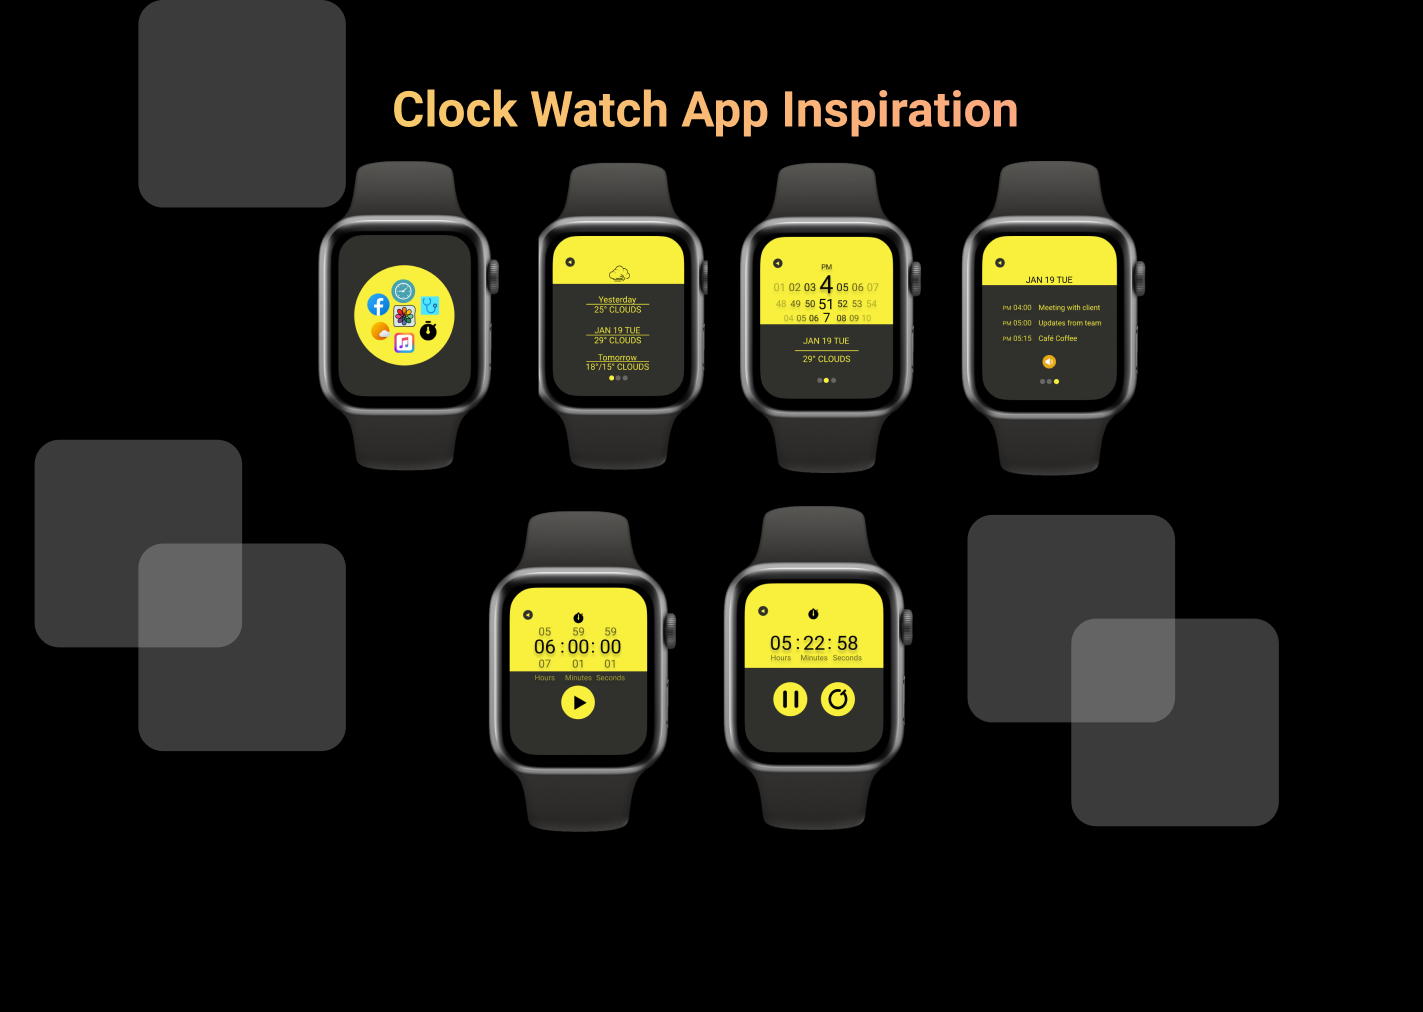 Clock Watch App Inspiration
Yesterday
25° CLOUDS
JAN 19 TUE
29° CLOUDS
Tomorrow
18°/15° CLOUDS
PM
01 02 03 4 05 06 07
48 49 50 51 52 53 54
04 05 06 7 08 09 10
JAN 19 TUE
29° CLOUDS
JAN 19 TUE
PM 04:00 Meeting with client
PM 05:00 Updates from team
PM 05:15 Café Coffee
05 59 59
06 : 00 : 00
07 01 01
Hours Minutes Seconds
05 : 22 : 58
Hours Minutes Seconds